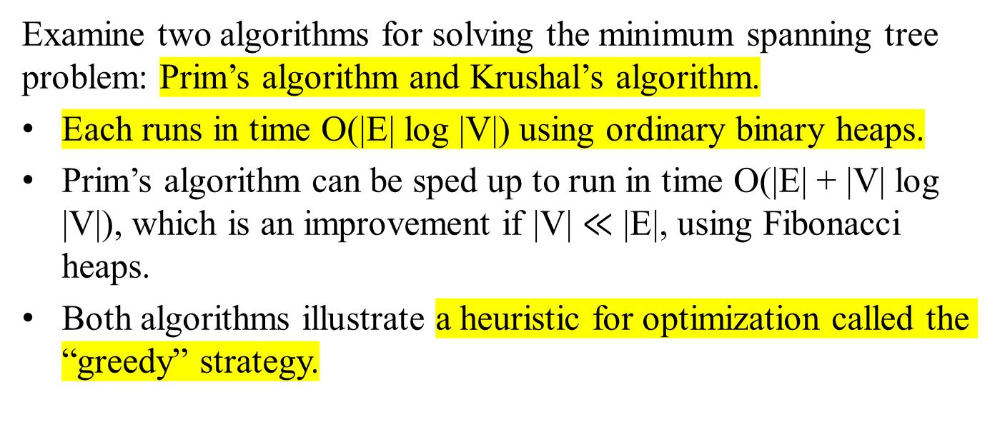 Examine two algorithms for solving the minimum spanning tree
problem: Prim’s algorithm and Krushal’s algorithm.
• Each runs in time O(|E| log |V|) using ordinary binary heaps.
• Prim’s algorithm can be sped up to run in time O(|E| + |V| log
|V|), which is an improvement if |V| ≪ |E|, using Fibonacci
heaps.
• Both algorithms illustrate a heuristic for optimization called the
“greedy” strategy.